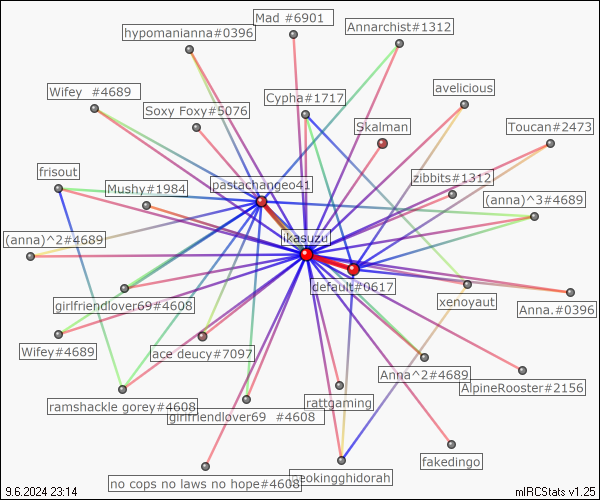 Mad #6901
hypomanianna#0396
Annarchist#1312
Wifey  #4689
Soxy Foxy#5076
Cypha#1717
avelicious
Skalman
Toucan#2473
frisout
Mushy#1984
pastachangeo41
zibbits#1312
(anna)^3#4689
(anna)^2#4689
ikasuzu
girlfriendlover69#4608
default#0617
xenoyaut
Anna.#0396
Wifey#4689
ace deucy#7097
Anna^2#4689
AlpineRooster#2156
ramshackle gorey#4608
girlfriendlover69  #4608
rattgaming
fakedingo
no cops no laws no hope#4608
neokingghidorah
9.6.2024 23:14
mIRCStats v1.25